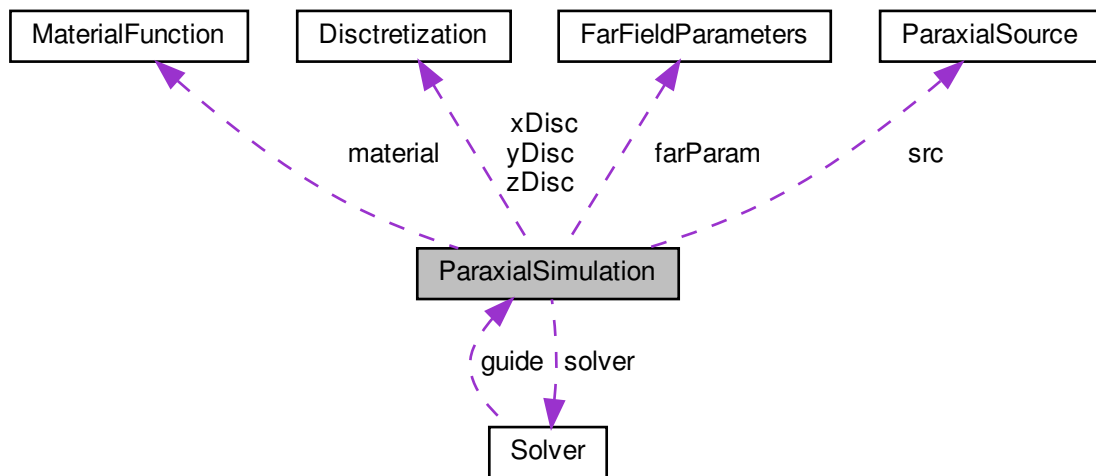 MaterialFunction
Disctretization
FarFieldParameters
ParaxialSource
material
xDisc
yDisc
zDisc
farParam
src
ParaxialSimulation
guide
solver
Solver